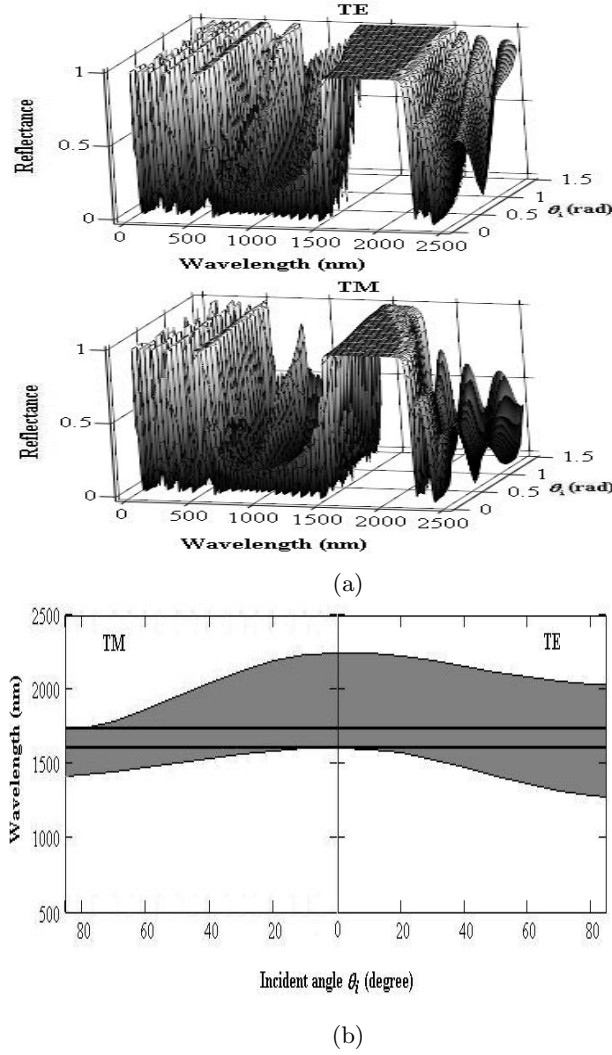 TE
1
0.5
0
Reflectance
0 500 1000 1500 2000 2500
Wavelength (nm)
1.5
1
0.5
0
θi (rad)
TM
1
0.5
0
Reflectance
0 500 1000 1500 2000 2500
Wavelength (nm)
1.5
1
0.5
0
θi (rad)
(a)
2500
2000
1500
1000
500
Wavelength (nm)
TM TE
80 60 40 20 0 20 40 60 80
Incident angle θi (degree)
(b)